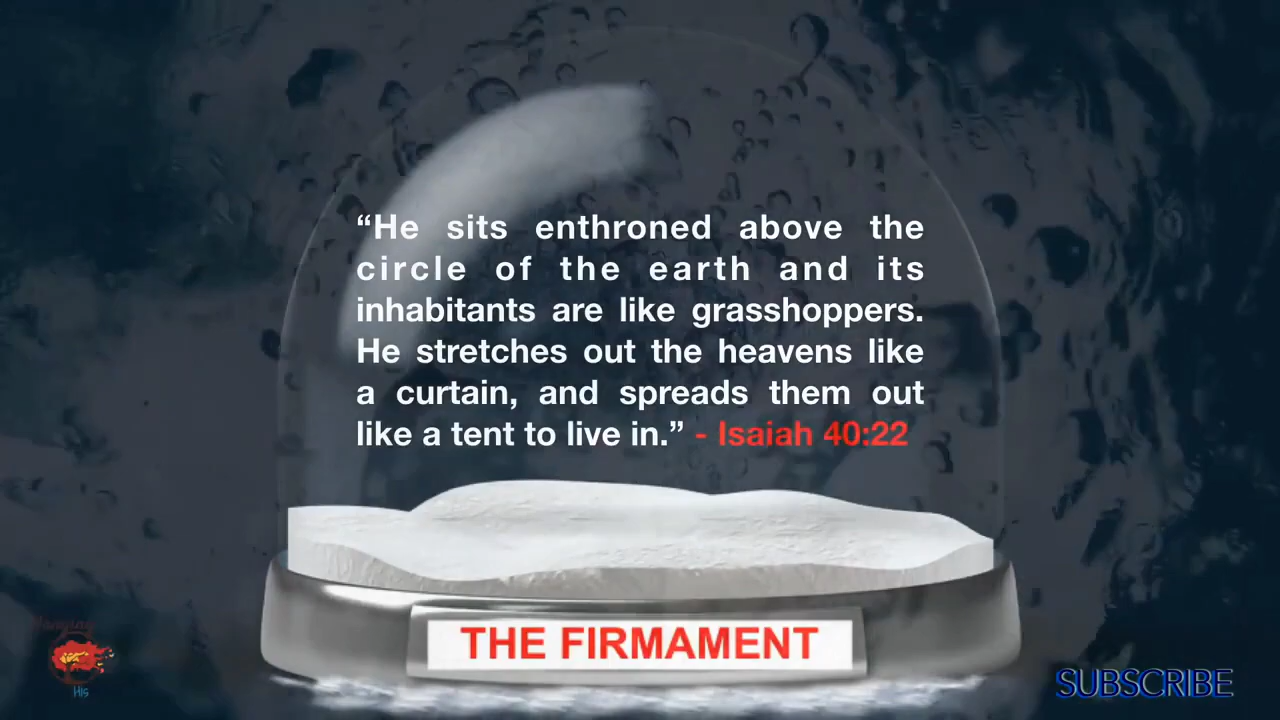 “He sits enthroned above the
circle of the earth and its
inhabitants are like grasshoppers.
He stretches out the heavens like
a curtain, and spreads them out
like a tent to live in.” - Isaiah 40:22
THE FIRMAMENT
His
SUBSCRIBE